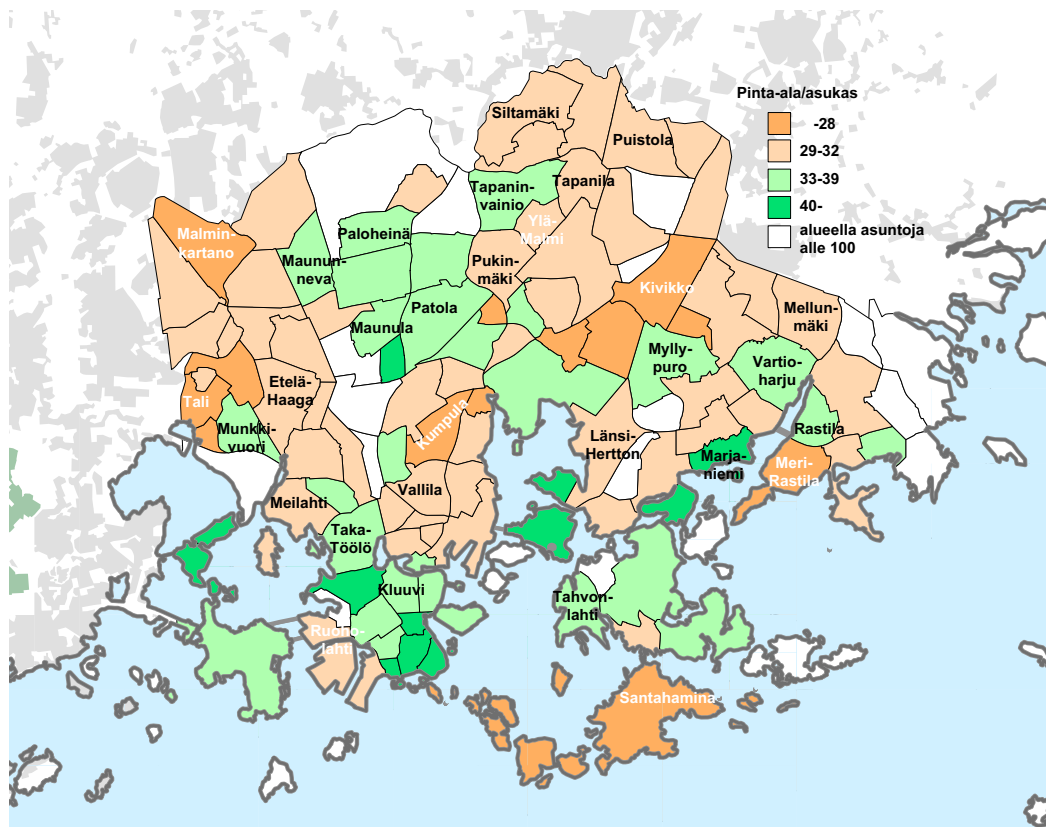 Pinta-ala/asukas
-28
29-32
33-39
40-
alueella asuntoja
alle 100
Siltamäki
Puistola
Tapanin-
vainio
Tapanila
Ylä-
Malmi
Malmin-
kartano
Paloheinä
Maunun-
neva
Pukin-
mäki
Kivikko
Patola
Maunula
Mellun-
mäki
Mylly-
puro
Vartio-
harju
Etelä-
Haaga
Tali
Munkki-
vuori
Kumpula
Länsi-
Hertton
Rastila
Marja-
niemi
Meri-
Rastila
Meilahti
Vallila
Taka-
Töölö
Kluuvi
Tahvon-
lahti
Ruoho-
lahti
Santahamina